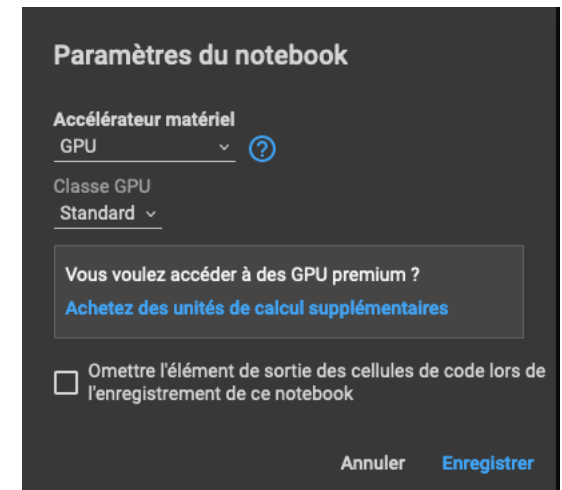 Paramètres du notebook
Accélérateur matériel
GPU
?
Classe GPU
Standard
Vous voulez accéder à des GPU premium ?
Achetez des unités de calcul supplémentaires
Omettre l'élément de sortie des cellules de code lors de
l'enregistrement de ce notebook
Annuler Enregistrer